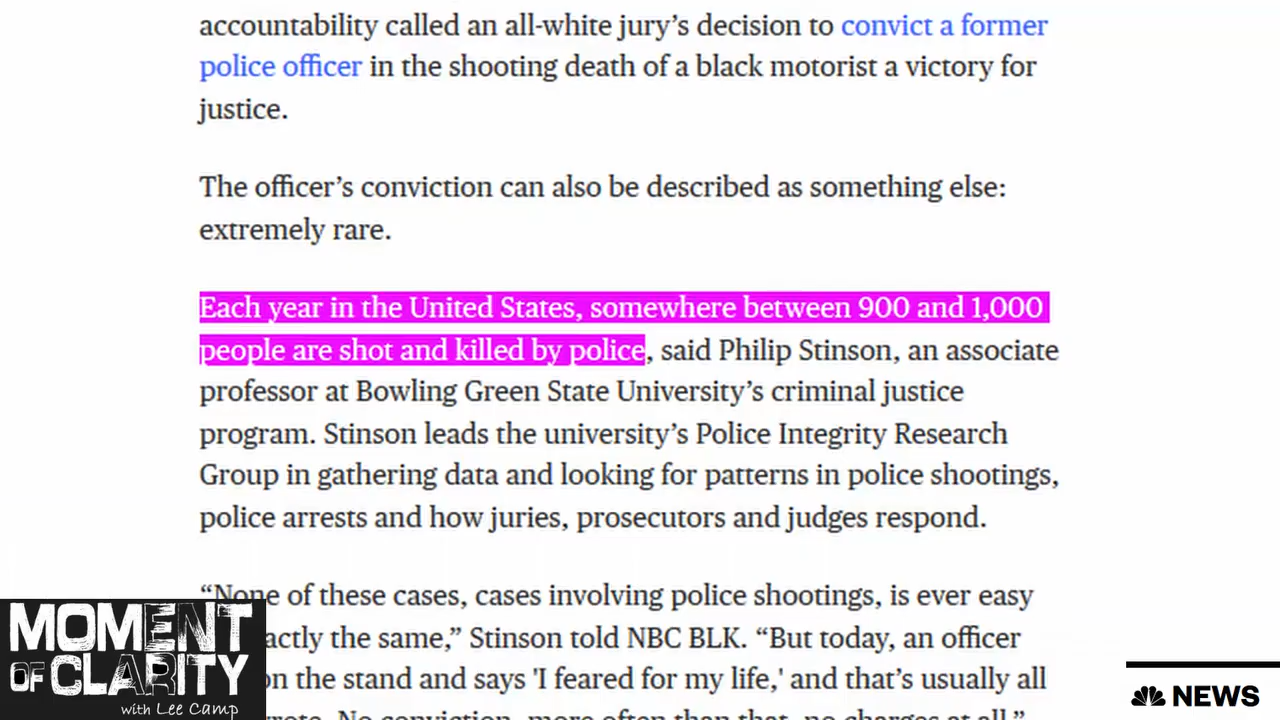 accountability called an all-white jury’s decision to convict a former
police officer in the shooting death of a black motorist a victory for
justice.
The officer’s conviction can also be described as something else:
extremely rare.
Each year in the United States, somewhere between 900 and 1,000
people are shot and killed by police, said Philip Stinson, an associate
professor at Bowling Green State University’s criminal justice
program. Stinson leads the university’s Police Integrity Research
Group in gathering data and looking for patterns in police shootings,
police arrests and how juries, prosecutors and judges respond.
“None of these cases, cases involving police shootings, is ever easy
actly the same,” Stinson told NBC BLK. “But today, an officer
on the stand and says 'I feared for my life,' and that’s usually all
wrote. No conviction, more often than that, no charges at all.”
MOMENT
OF CLARITY
with Lee Camp
NEWS